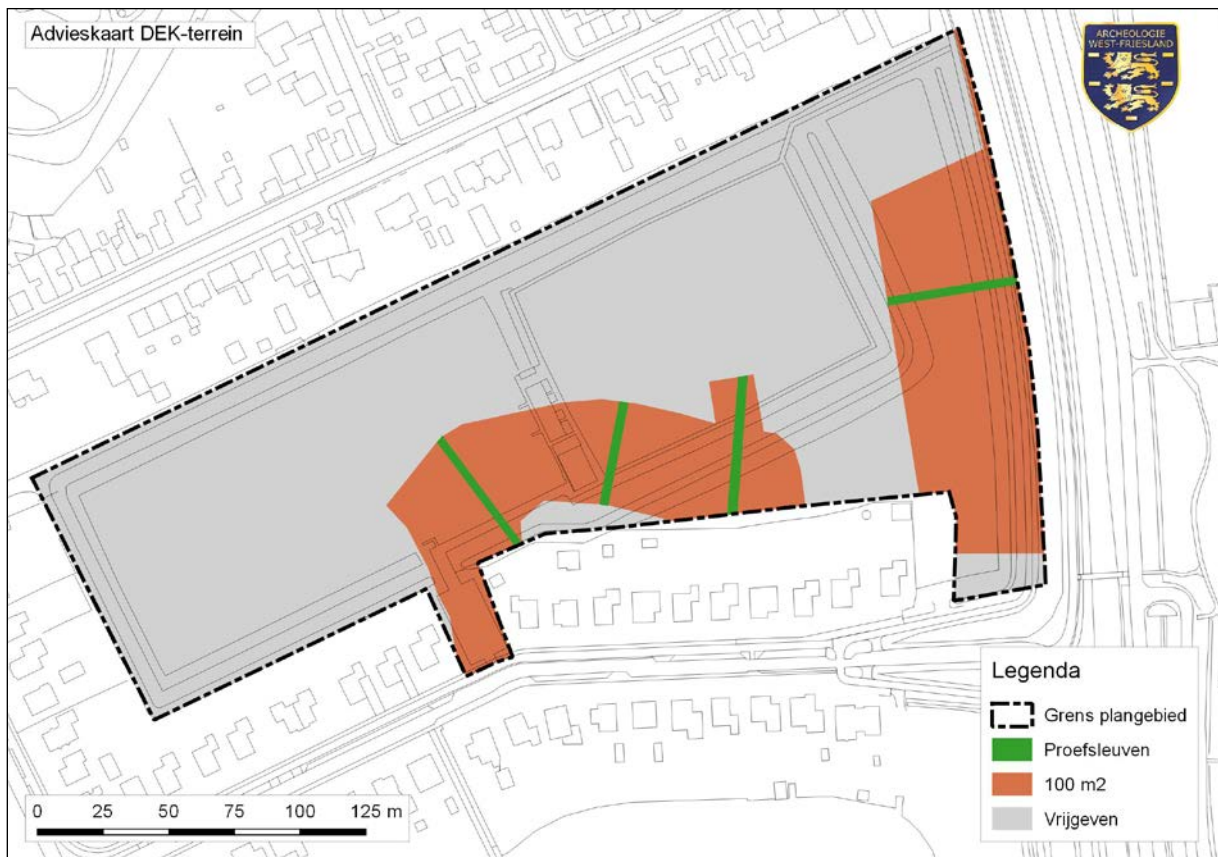 Advieskaart DEK-terrein
ARCHEOLOGIE
WEST-FRIESLAND
Legenda
Grens plangebied
Proefsleuven
100 m2
Vrijgeven
0 25 50 75 100 125 m